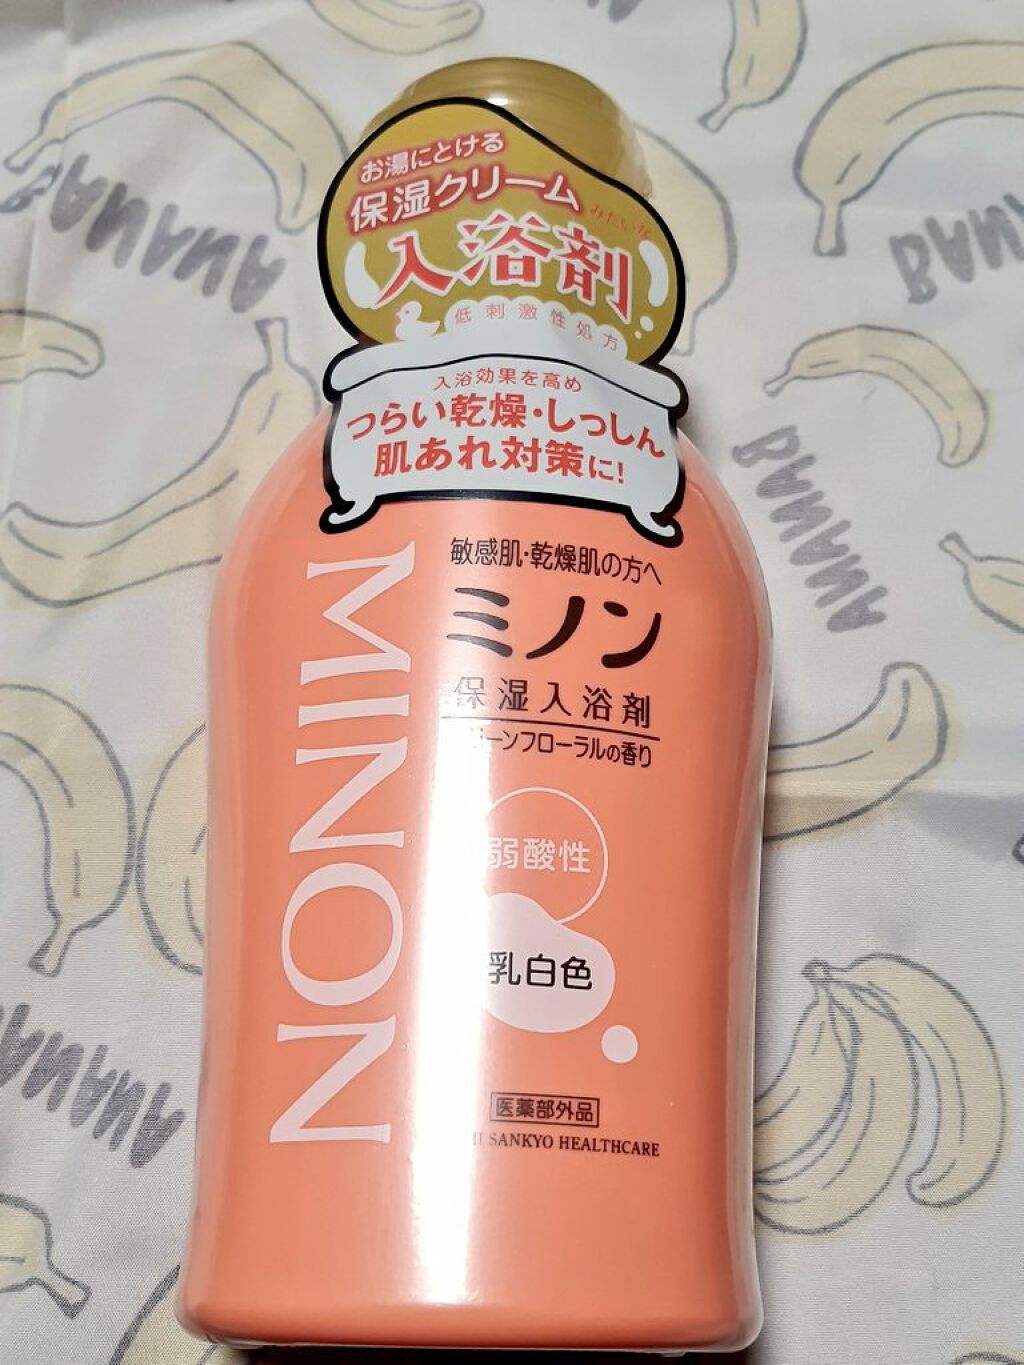 お湯にとける
保湿クリーム
みたいな
入浴剤
低刺激性処方
入浴効果を高め
つらい乾燥・しっしん
肌あれ対策に!
MINON
敏感肌・乾燥肌の方へ
ミノン
保湿入浴剤
ーンフローラルの香り
弱酸性
乳白色
医薬部外品
SANKYO HEALTHCARE
BANANA
BANANA
BANANA